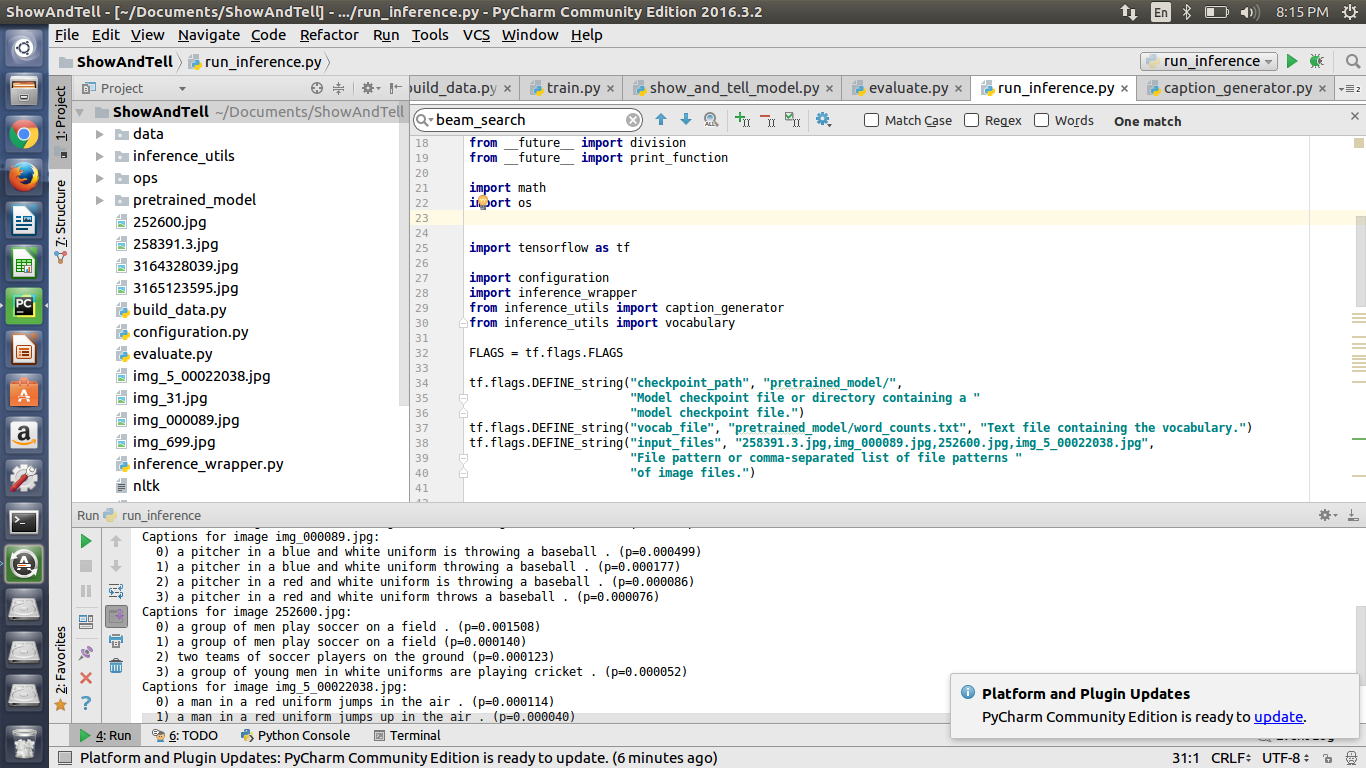 ShowAndTell - [~/Documents/ShowAndTell] - .../run_inference.py - PyCharm Community Edition 2016.3.2
En
8:15 PM
File Edit View Navigate Code Refactor Run Tools VCS Window Help
ShowAndTell run_inference.py
run_inference
Project
build_data.py train.py show_and_tell_model.py evaluate.py run_inference.py caption_generator.py
1: Project
7: Structure
2: Favorites
ShowAndTell ~/Documents/ShowAndTell
data
inference_utils
ops
pretrained_model
252600.jpg
258391.3.jpg
3164328039.jpg
3165123595.jpg
build_data.py
configuration.py
evaluate.py
img_5_00022038.jpg
img_31.jpg
img_000089.jpg
img_699.jpg
inference_wrapper.py
nltk
beam_search
Match Case Regex Words One match
18 from __future__ import division
19 from __future__ import print_function
20
21 import math
22 import os
23
24
25 import tensorflow as tf
26
27 import configuration
28 import inference_wrapper
29 from inference_utils import caption_generator
30 from inference_utils import vocabulary
31
32 FLAGS = tf.flags.FLAGS
33
34 tf.flags.DEFINE_string("checkpoint_path", "pretrained_model/",
35 "Model checkpoint file or directory containing a "
36 "model checkpoint file.")
37 tf.flags.DEFINE_string("vocab_file", "pretrained_model/word_counts.txt", "Text file containing the vocabulary.")
38 tf.flags.DEFINE_string("input_files", "258391.3.jpg,img_000089.jpg,252600.jpg,img_5_00022038.jpg",
39 "File pattern or comma-separated list of file patterns "
40 "of image files.")
41
Run run_inference
Captions for image img_000089.jpg:
0) a pitcher in a blue and white uniform is throwing a baseball . (p=0.000499)
1) a pitcher in a blue and white uniform throwing a baseball . (p=0.000177)
2) a pitcher in a red and white uniform is throwing a baseball . (p=0.000086)
3) a pitcher in a red and white uniform throws a baseball . (p=0.000076)
Captions for image 252600.jpg:
0) a group of men play soccer on a field . (p=0.001508)
1) a group of men play soccer on a field (p=0.000140)
2) two teams of soccer players on the ground (p=0.000123)
3) a group of young men in white uniforms are playing cricket . (p=0.000052)
Captions for image img_5_00022038.jpg:
0) a man in a red uniform jumps in the air . (p=0.000114)
1) a man in a red uniform jumps up in the air . (p=0.000040)
Platform and Plugin Updates
PyCharm Community Edition is ready to update.
4: Run 6: TODO Python Console Terminal
Platform and Plugin Updates: PyCharm Community Edition is ready to update. (6 minutes ago)
31:1 CRLF UTF-8